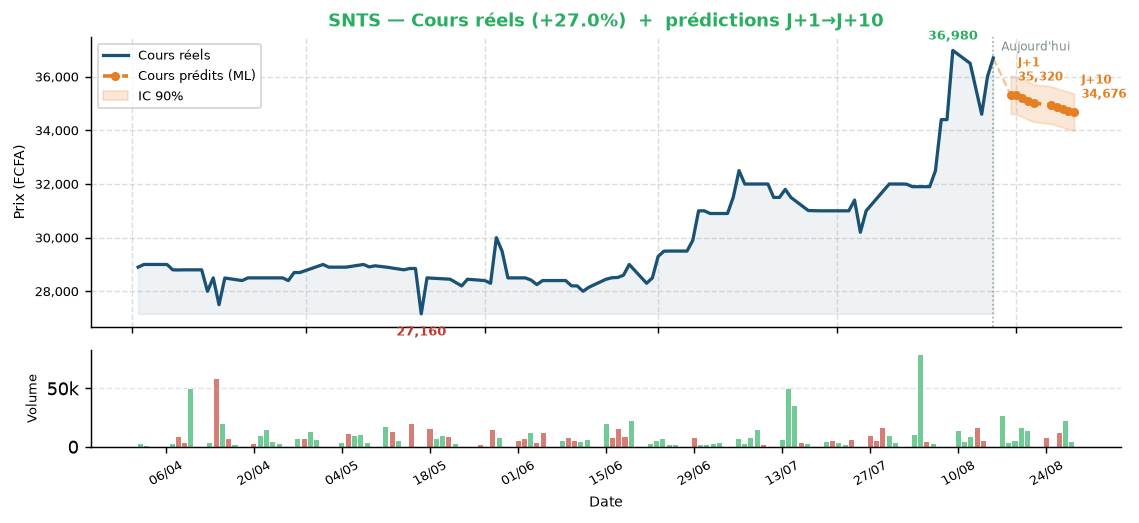 SNTS — Cours réels (+27.0%)  +  prédictions J+1→J+10
Cours réels
Cours prédits (ML)
IC 90%
36,980
Aujourd'hui
J+1
35,320
J+10
34,676
27,160
Prix (FCFA)
36,000
34,000
32,000
30,000
28,000
Volume
50k
0
06/04
20/04
04/05
18/05
01/06
15/06
29/06
13/07
27/07
10/08
24/08
Date